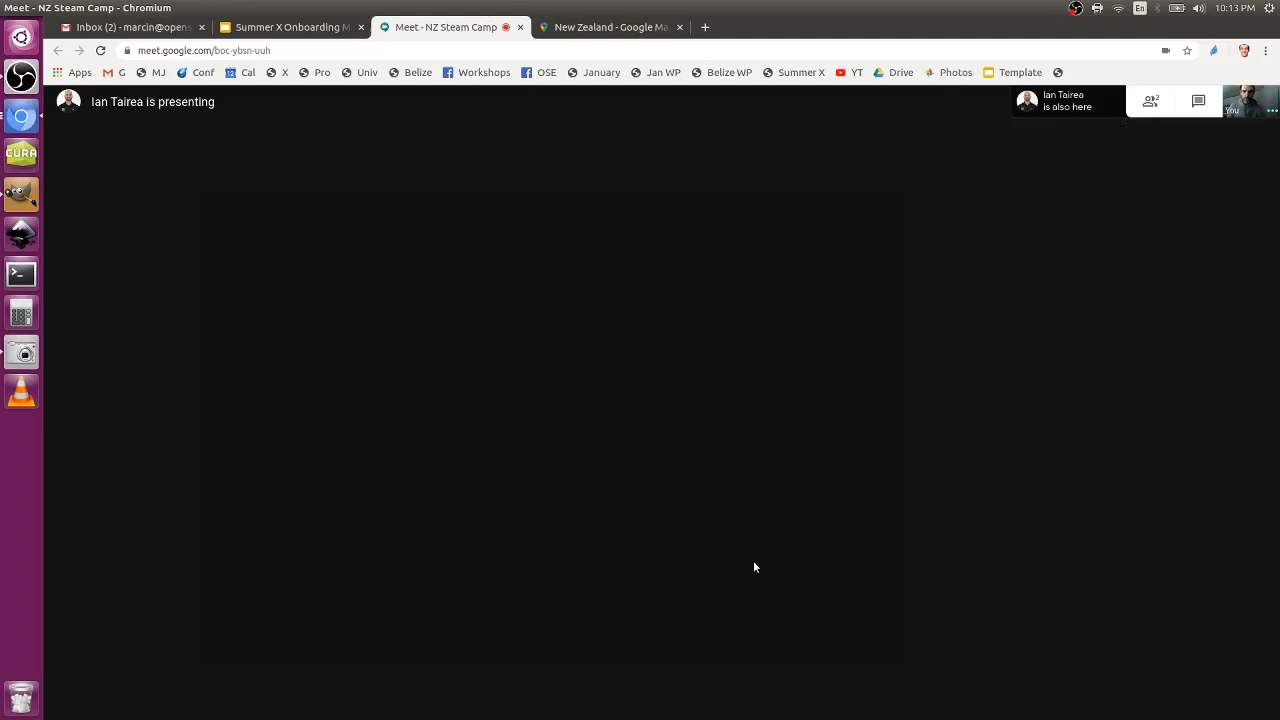 Meet - NZ Steam Camp - Chromium
En
10:13 PM
Inbox (2) - marcin@opens
Summer X Onboarding M
Meet - NZ Steam Camp
New Zealand - Google Ma
meet.google.com/boc-ybsn-uuh
Apps
G
MJ
Conf
Cal
Pro
Univ
Belize
Workshops
OSE
January
Jan WP
Belize WP
Summer X
YT
Drive
Photos
Template
Ian Tairea is presenting
Ian Tairea
is also here
2
You
CURA